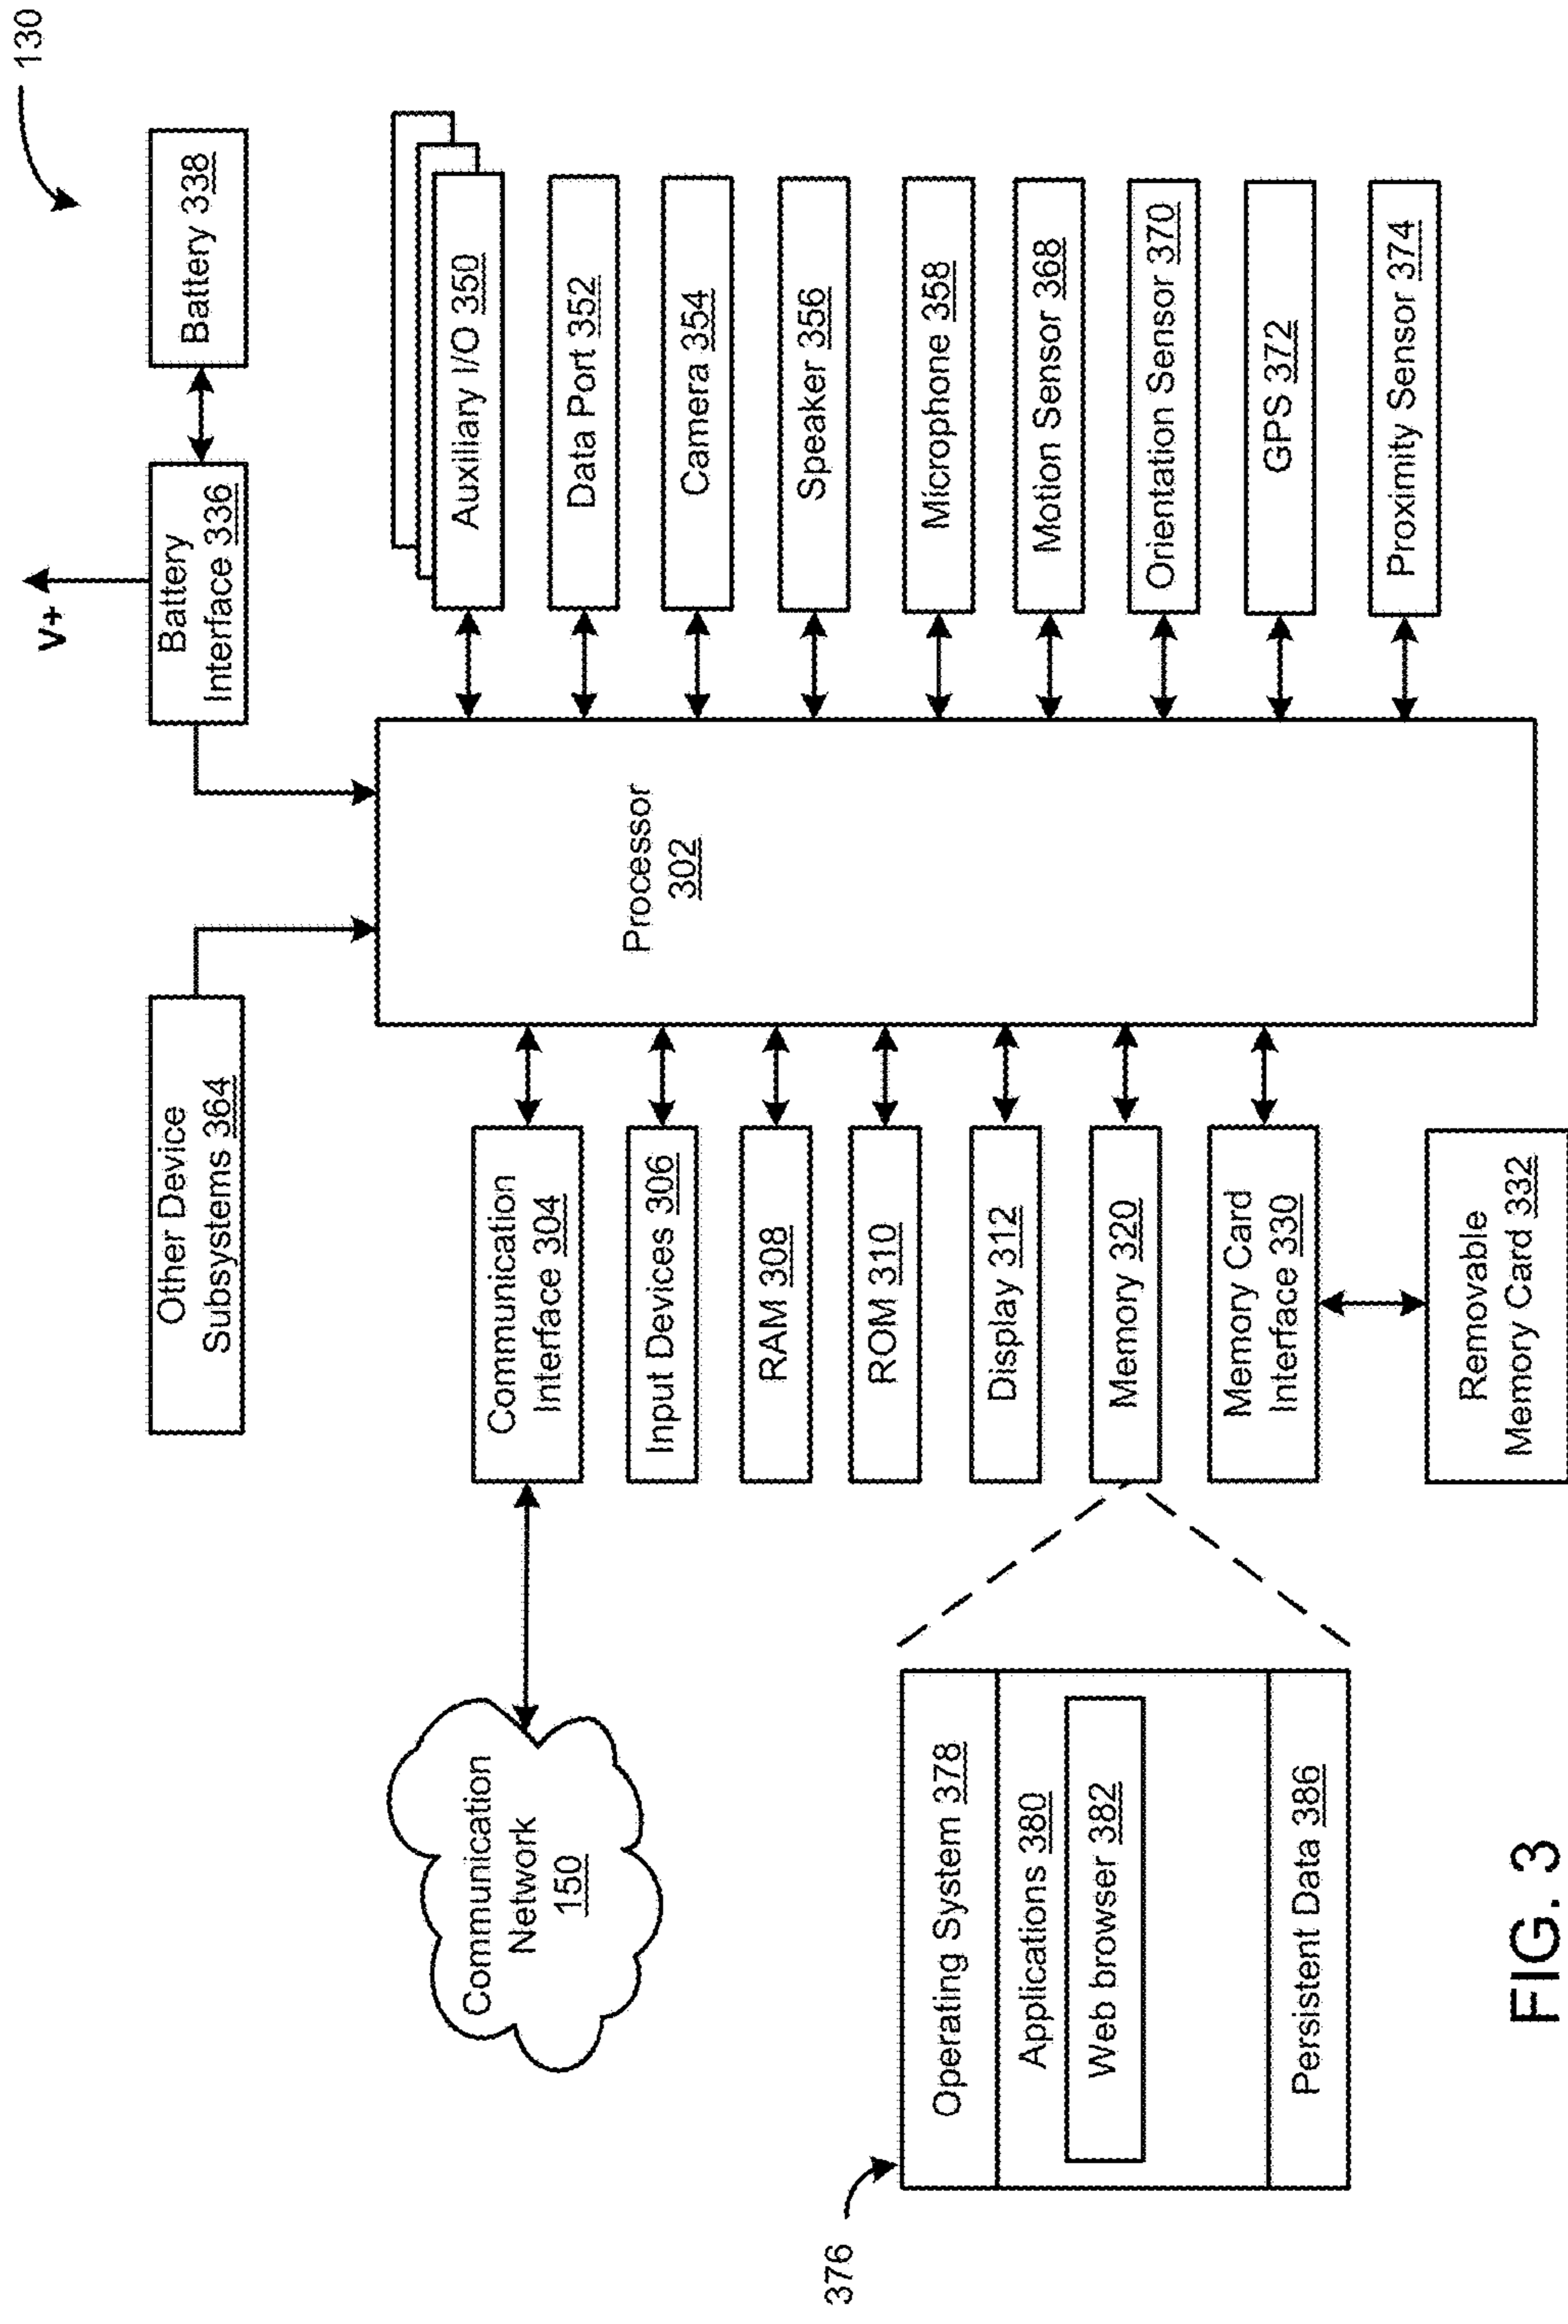 130
V+
Other Device
Subsystems 364
Battery
Interface 336
Battery 338
Communication
Network
150
Communication
Interface 304
Input Devices 306
RAM 308
ROM 310
Display 312
Memory 320
Memory Card
Interface 330
Removable
Memory Card 332
Processor
302
Auxiliary I/O 350
Data Port 352
Camera 354
Speaker 356
Microphone 358
Motion Sensor 368
Orientation Sensor 370
GPS 372
Proximity Sensor 374
376
Operating System 378
Applications 380
Web browser 382
Persistent Data 386
FIG. 3